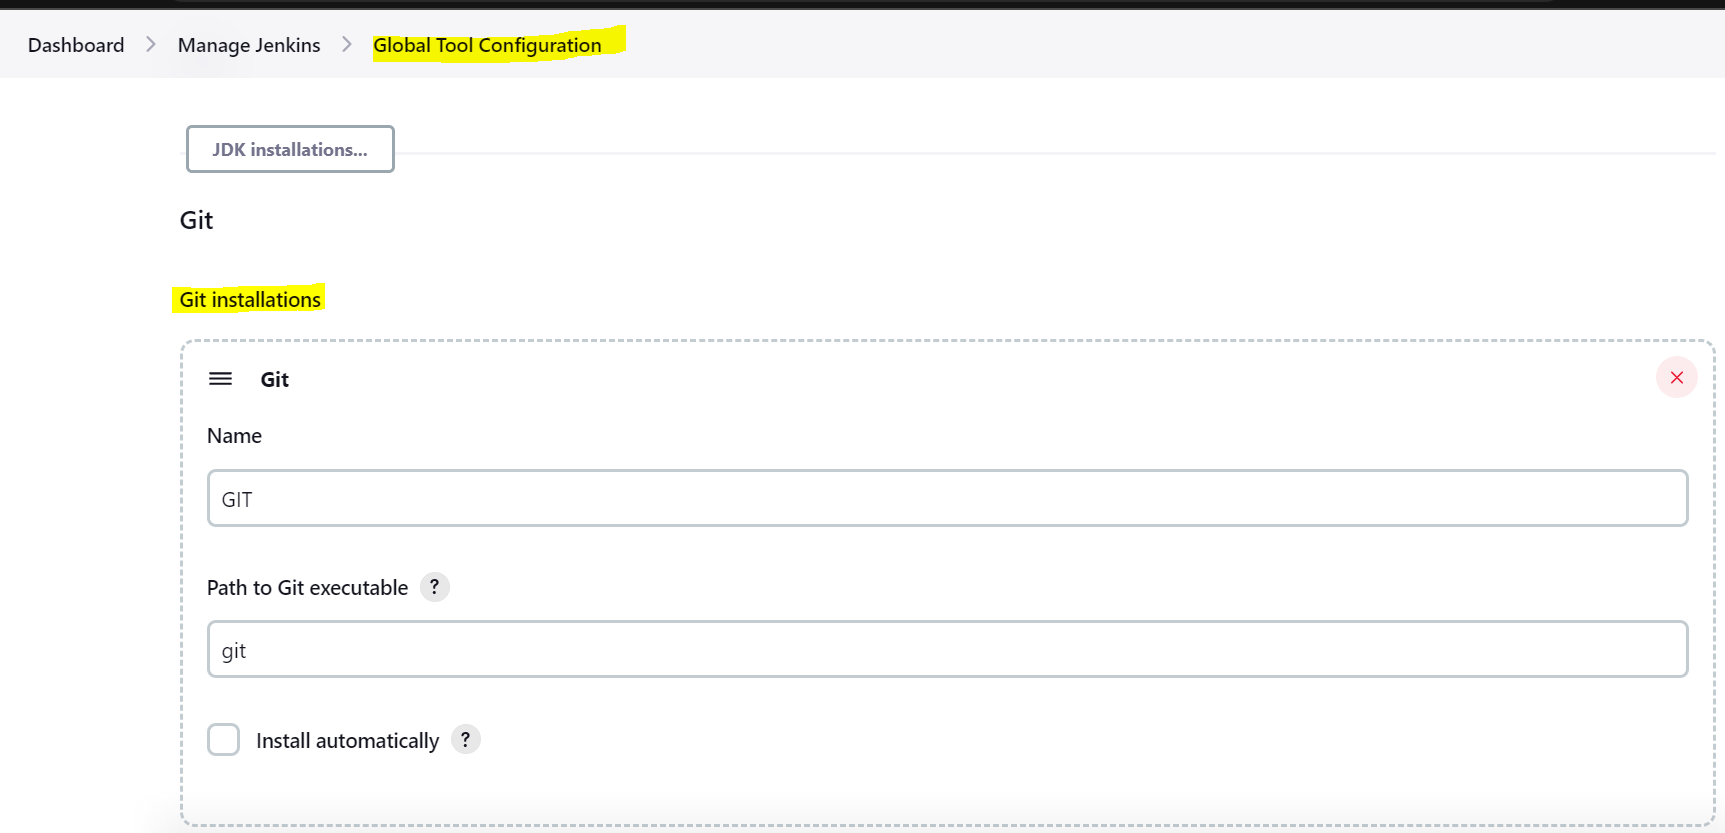 Dashboard > Manage Jenkins > Global Tool Configuration
JDK installations...
Git
Git installations
Git
Name
GIT
Path to Git executable ?
git
Install automatically ?